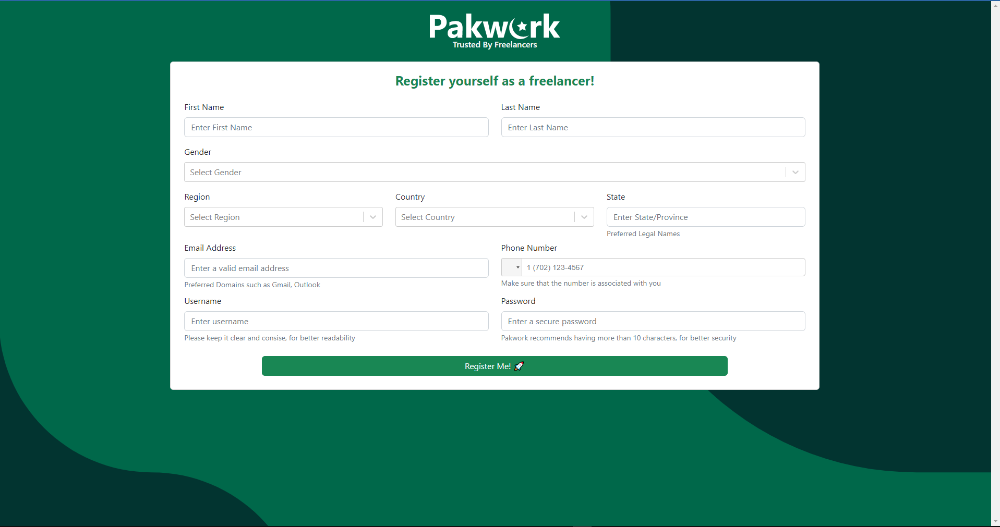 Pakwork
Trusted By Freelancers
Register yourself as a freelancer!
First Name
Last Name
Enter First Name
Enter Last Name
Gender
Select Gender
Region
Country
State
Select Region
Select Country
Enter State/Province
Preferred Legal Names
Email Address
Phone Number
Enter a valid email address
1 (702) 123-4567
Preferred Domains such as Gmail, Outlook
Make sure that the number is associated with you
Username
Password
Enter username
Enter a secure password
Please keep it clear and consise, for better readability
Pakwork recommends having more than 10 characters, for better security
Register Me! 🚀